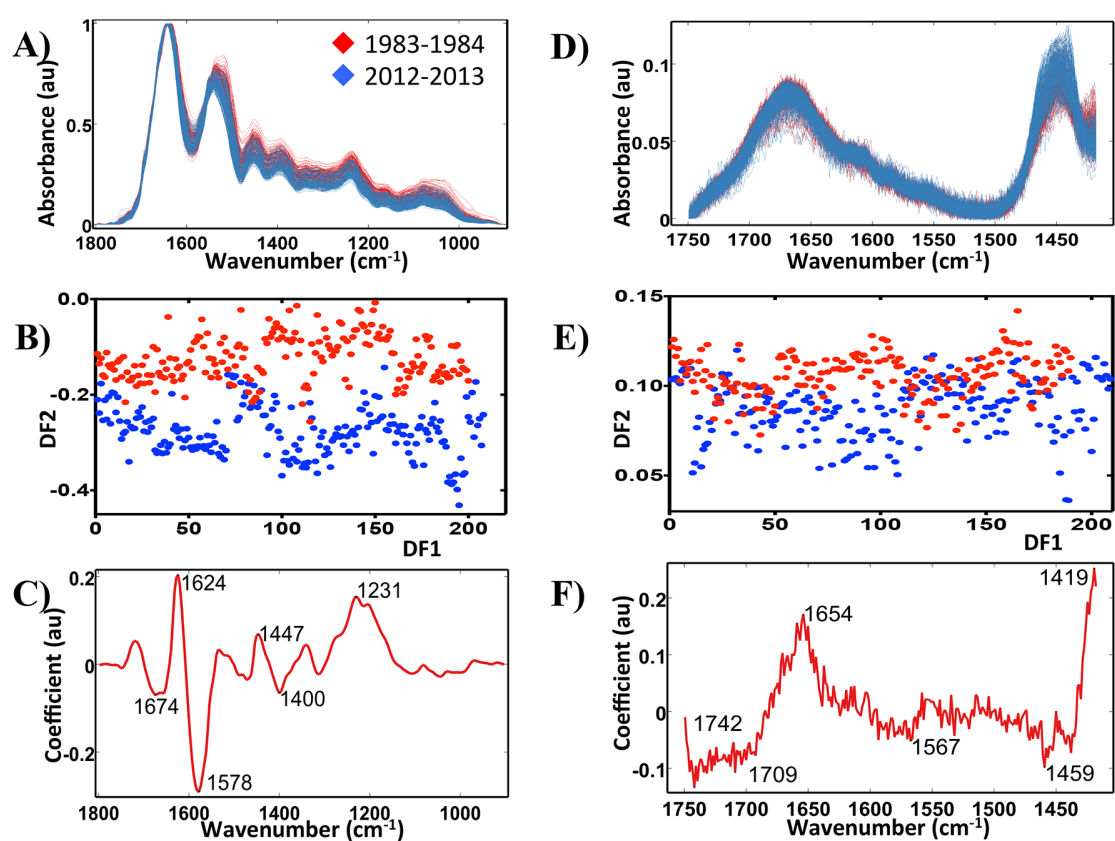 A)
Absorbance (au)
1
0.5
0
1983-1984
2012-2013
1800 1600 1400 1200 1000
Wavenumber (cm-1)
D)
Absorbance (au)
0.1
0.05
0
1750 1700 1650 1600 1550 1500 1450
Wavenumber (cm-1)
B)
DF2
0.0
-0.2
-0.4
0 50 100 150 200
DF1
E)
DF2
0.15
0.10
0.05
0 50 100 150 200
DF1
C)
Coefficient (au)
0.2
0
-0.2
1624
1231
1447
1674
1400
1578
1800 1600 1400 1200 1000
Wavenumber (cm-1)
F)
Coefficient (au)
0.2
0.1
0
-0.1
1419
1654
1742
1567
1709
1459
1750 1700 1650 1600 1550 1500 1450
Wavenumber (cm-1)